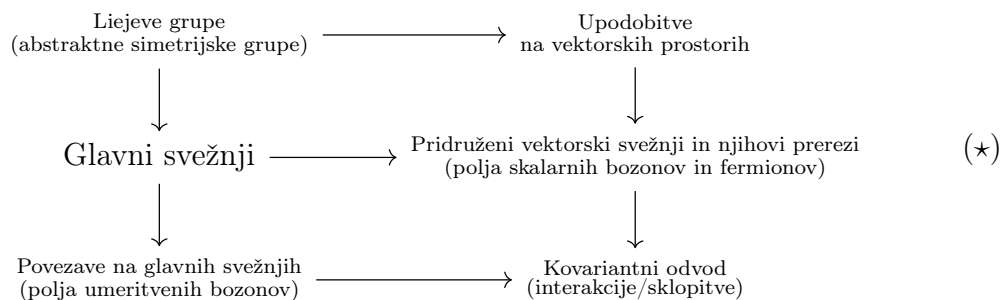 Liejeve grupe
(abstraktne simetrijske grupe)
Upodobitve
na vektorskih prostorih
Glavni svežnji
Pridruženi vektorski svežnji in njihovi prerezi
(polja skalarnih bozonov in fermionov)
(⋆)
Povezave na glavnih svežnjih
(polja umeritvenih bozonov)
Kovariantni odvod
(interakcije/sklopitve)